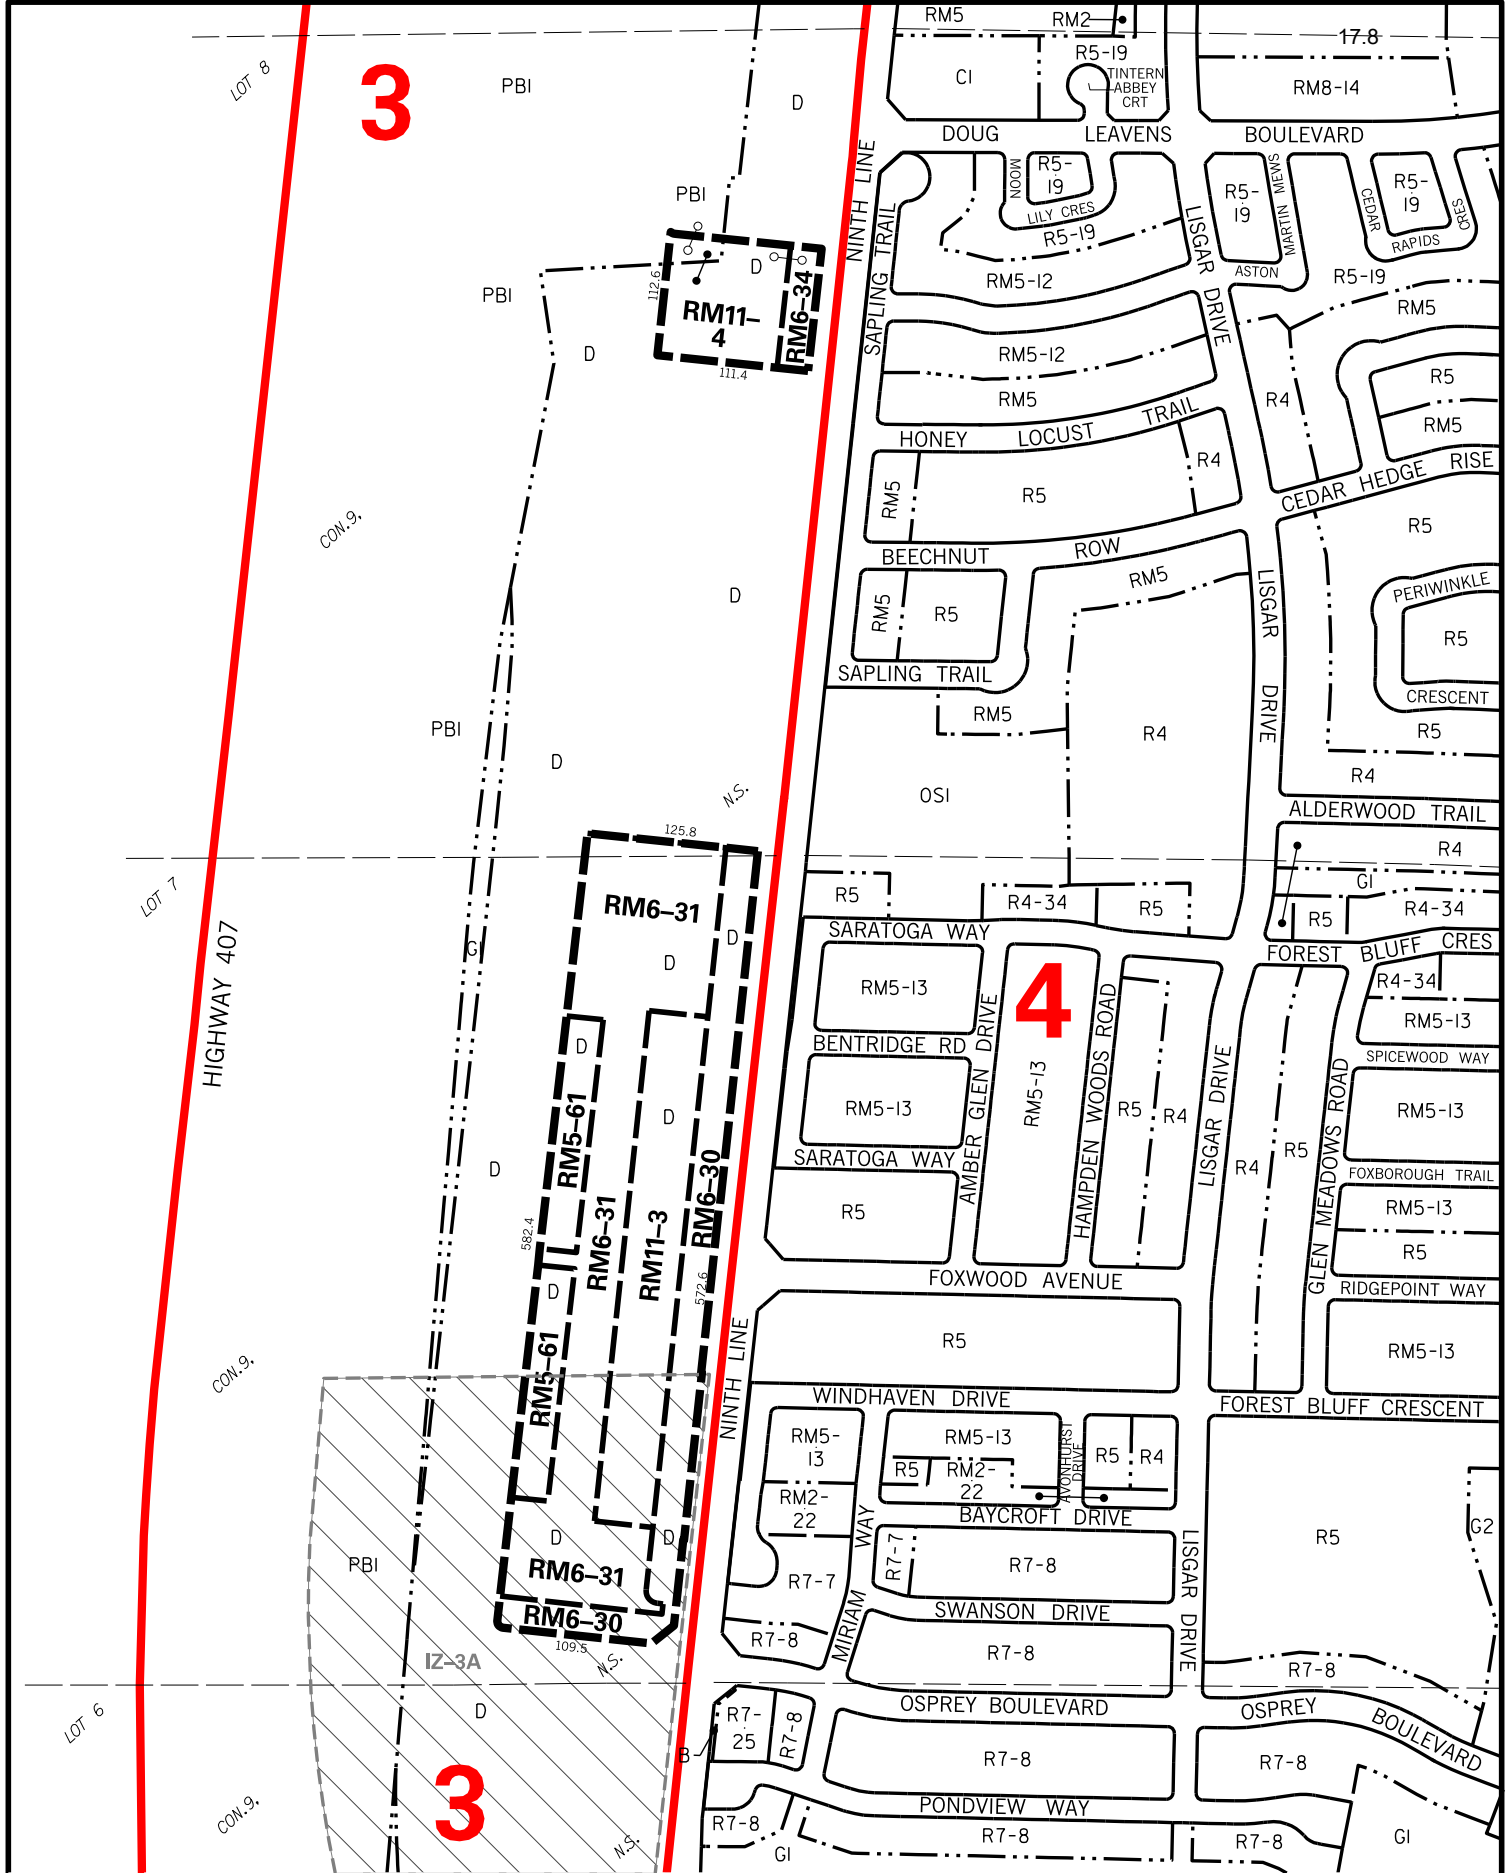 RM5
RM2
17.8
LOT 8
3
PBI
D
CI
R5-19
TINTERN
ABBEY
CRT
RM8-14
DOUG LEAVENS BOULEVARD
NINTH LINE
SAPLING TRAIL
MOON
LILY CRES
R5-
19
R5-19
LISGAR DRIVE
R5-
19
MARTIN MEWS
ASTON
CEDAR
RAPIDS
CRES
R5-
19
R5-19
PBI
D
112.6
RM11–
4
RM6–34
111.4
PBI
D
RM5-12
RM5
RM5-12
RM5
R4
R5
RM5
HONEY LOCUST TRAIL
R4
CEDAR HEDGE RISE
RM5
R5
R5
CON.9,
BEECHNUT ROW
RM5
LISGAR DRIVE
PERIWINKLE
R5
CRESCENT
R5
D
RM5
R5
SAPLING TRAIL
RM5
R4
R4
PBI
D
N.S.
OSI
ALDERWOOD TRAIL
125.8
R4
LOT 7
R5
R4-34
R5
GI
R5
R4-34
RM6–31
D
SARATOGA WAY
FOREST BLUFF CRES
HIGHWAY 407
GI
D
RM5-13
4
R4-34
RM5-13
BENTRIDGE RD
AMBER GLEN DRIVE
RM5-13
HAMPDEN WOODS ROAD
LISGAR DRIVE
GLEN MEADOWS ROAD
SPICEWOOD WAY
D
RM5–61
D
RM5-13
R5
R4
R4
R5
RM5-13
SARATOGA WAY
FOXBOROUGH TRAIL
D
RM6–31
RM11–3
RM6–30
R5
RM5-13
R5
582.4
572.6
FOXWOOD AVENUE
RIDGEPOINT WAY
D
RM5–61
NINTH LINE
R5
RM5-13
CON.9,
WINDHAVEN DRIVE
FOREST BLUFF CRESCENT
RM5-
13
RM5-13
R5
RM2-
22
AVONHURST
DRIVE
R5
R4
RM2-
22
BAYCROFT DRIVE
R5
G2
PBI
D
D
RM6–31
RM6–30
109.5
N.S.
IZ–3A
R7-7
R7-7
R7-8
MIRIAM WAY
SWANSON DRIVE
LISGAR DRIVE
R7-8
R7-8
R7-8
LOT 6
D
OSPREY BOULEVARD
OSPREY BOULEVARD
R7-
25
R7-8
B
R7-8
R7-8
3
CON.9,
N.S.
PONDVIEW WAY
R7-8
R7-8
R7-8
GI
GI